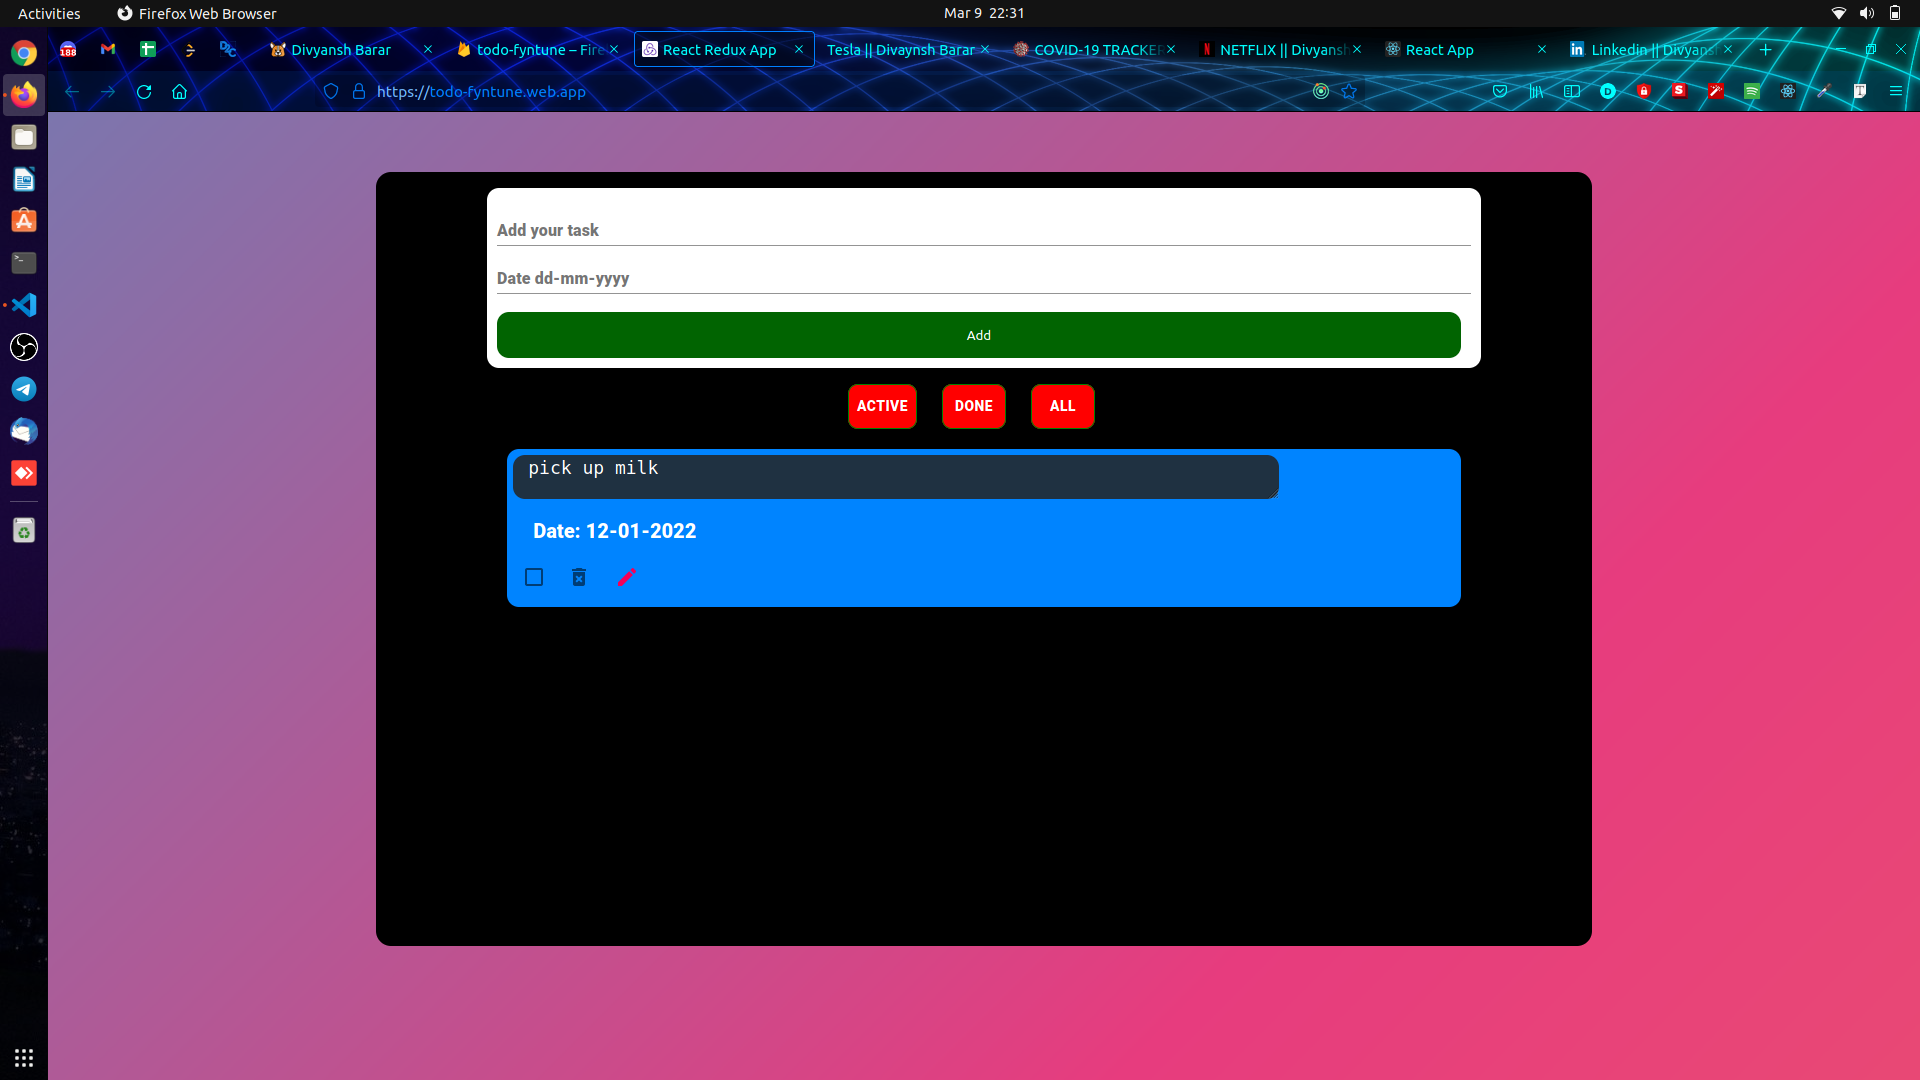 Activities Firefox Web Browser Mar 9 22:31
188 Divyansh Barar todo-fyntune – Fire React Redux App Tesla || Divaynsh Barar COVID-19 TRACKER NETFLIX || Divyansh React App Linkedin || Divyans
https://todo-fyntune.web.app
Add your task
Date dd-mm-yyyy
Add
ACTIVE DONE ALL
pick up milk
Date: 12-01-2022